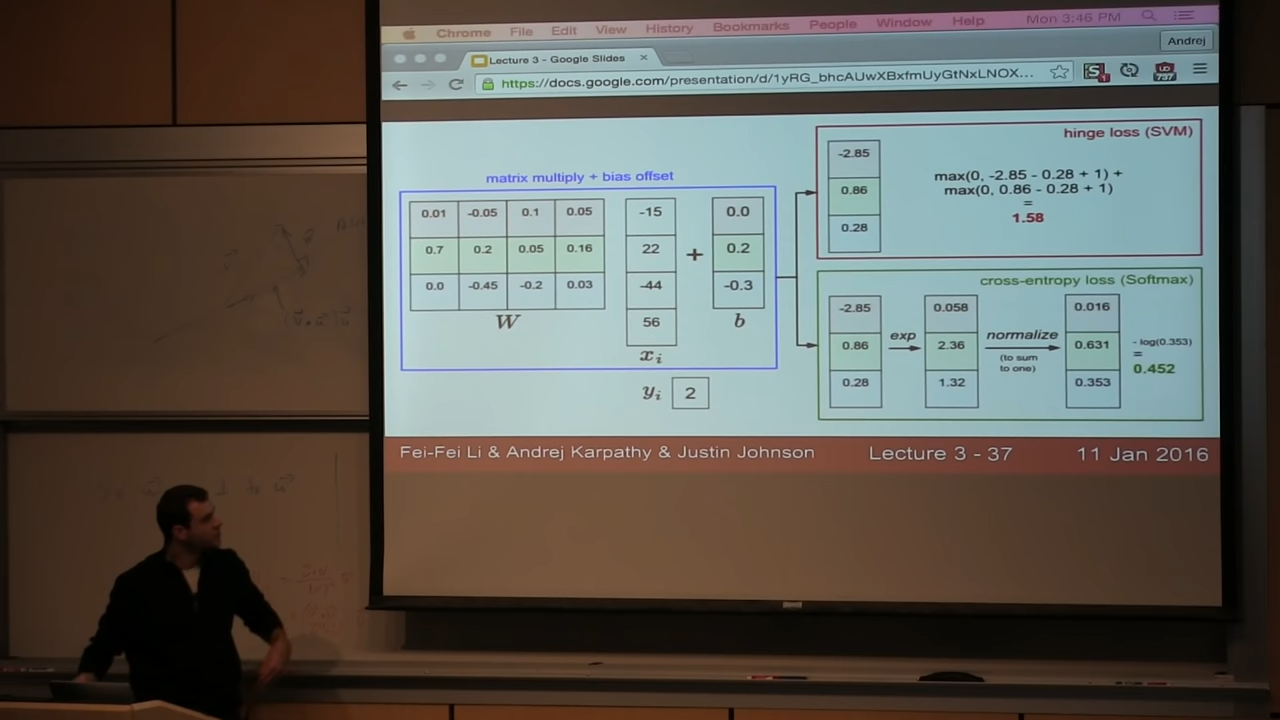 Chrome File Edit View History Bookmarks People Window Help Mon 3:46 PM
Lecture 3 - Google Slides
Andrej
https://docs.google.com/presentation/d/1yRG_bhcAUwXBxfmUyGtNxLNOX...
1
UD
737
matrix multiply + bias offset
0.01 -0.05 0.1 0.05
0.7 0.2 0.05 0.16
0.0 -0.45 -0.2 0.03
W
-15
22
-44
56
xi
+
0.0
0.2
-0.3
b
yi 2
hinge loss (SVM)
-2.85
0.86
0.28
max(0, -2.85 - 0.28 + 1) +
max(0, 0.86 - 0.28 + 1)
=
1.58
cross-entropy loss (Softmax)
-2.85
0.86
0.28
exp
0.058
2.36
1.32
normalize
(to sum
to one)
0.016
0.631
0.353
- log(0.353)
=
0.452
Fei-Fei Li & Andrej Karpathy & Justin Johnson Lecture 3 - 37 11 Jan 2016